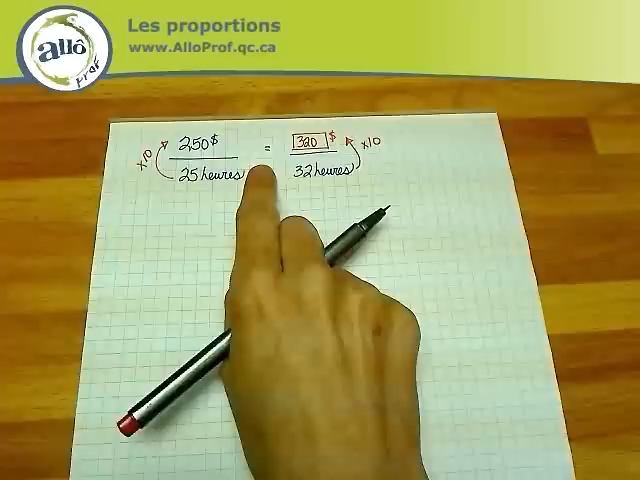 Les proportions
www.AlloProf.qc.ca
allô
prof
250$ = 320 $
25 heures 32 heures
x10 x10